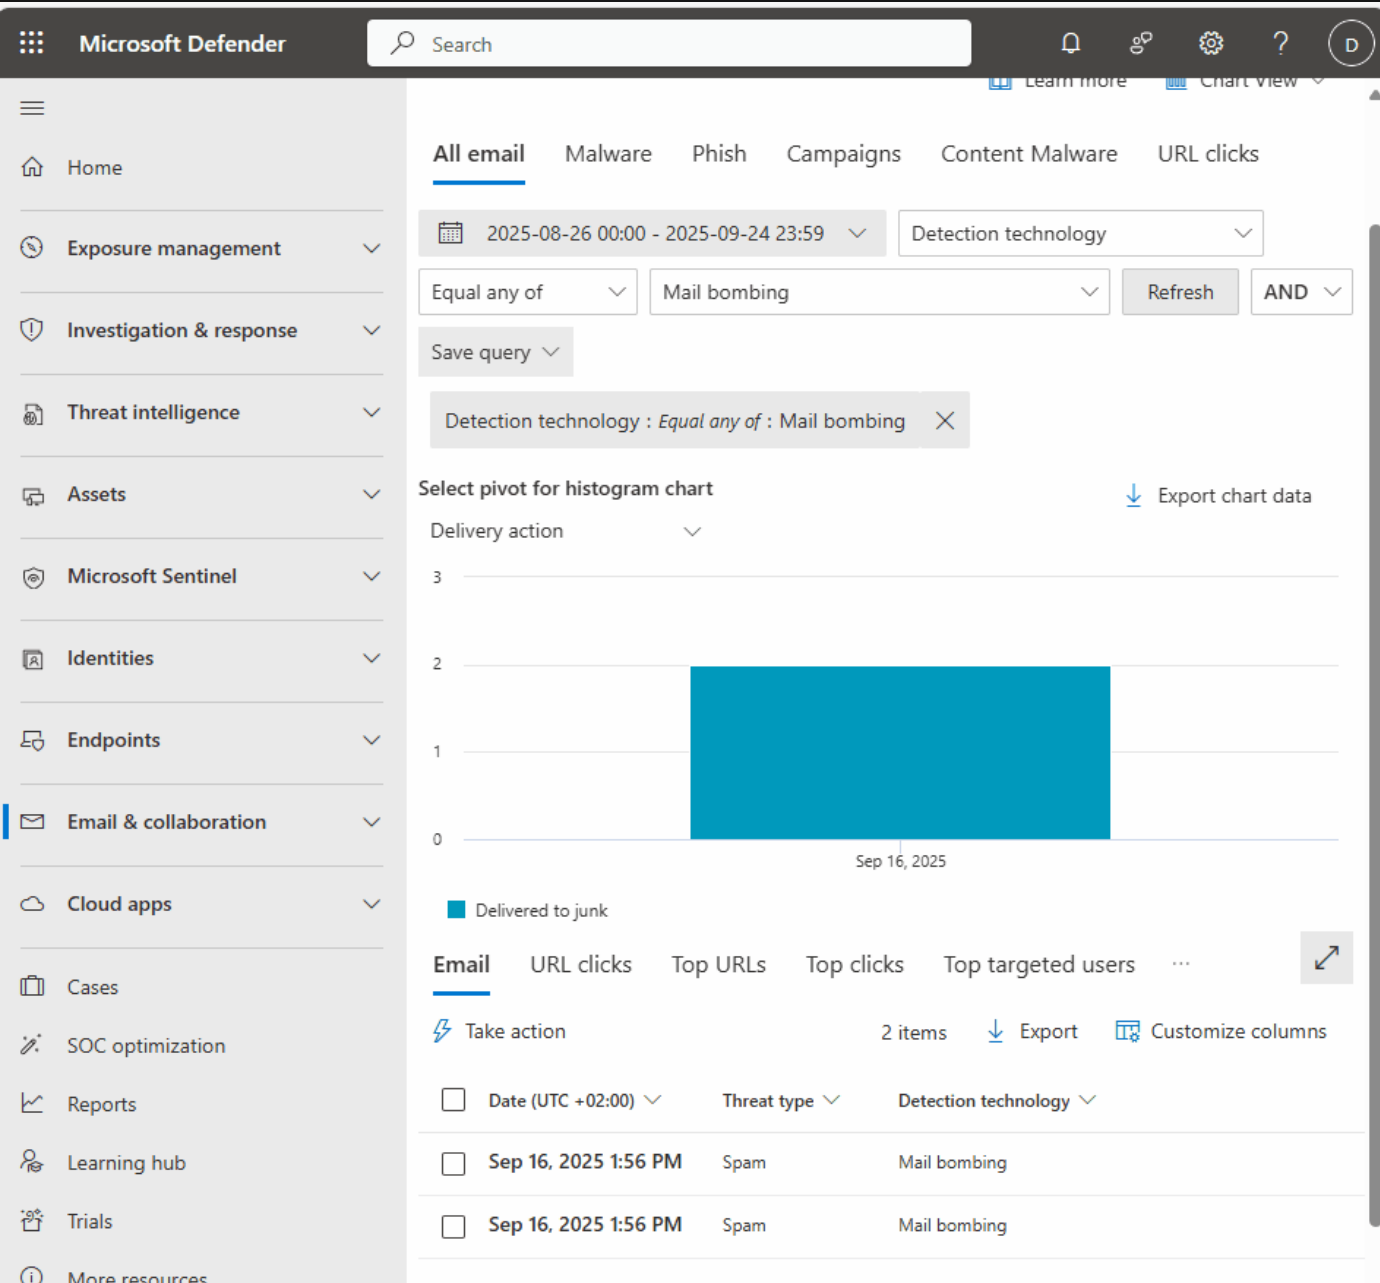 Microsoft Defender
Search
D
Learn more
Chart View
Home
Exposure management
Investigation & response
Threat intelligence
Assets
Microsoft Sentinel
Identities
Endpoints
Email & collaboration
Cloud apps
Cases
SOC optimization
Reports
Learning hub
Trials
More resources
All email Malware Phish Campaigns Content Malware URL clicks
2025-08-26 00:00 - 2025-09-24 23:59 Detection technology
Equal any of Mail bombing Refresh AND
Save query
Detection technology : Equal any of : Mail bombing
Select pivot for histogram chart
Export chart data
Delivery action
3
2
1
0
Sep 16, 2025
Delivered to junk
Email URL clicks Top URLs Top clicks Top targeted users ...
Take action 2 items Export Customize columns
Date (UTC +02:00) Threat type Detection technology
Sep 16, 2025 1:56 PM Spam Mail bombing
Sep 16, 2025 1:56 PM Spam Mail bombing